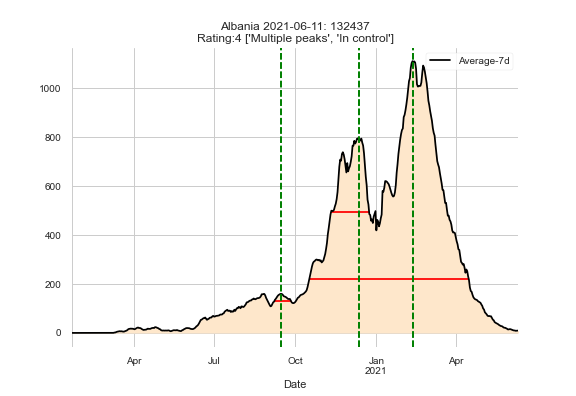 Albania 2021-06-11: 132437
Rating:4 ['Multiple peaks', 'In control']
Average-7d
1000
800
600
400
200
0
Apr
Jul
Oct
Jan
2021
Apr
Date